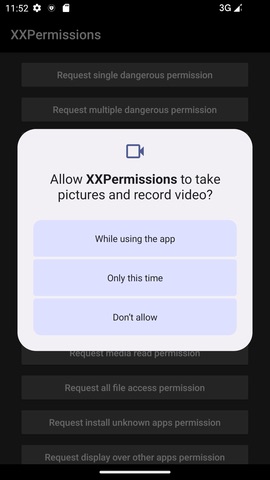 11:52
3G
XXPermissions
Request single dangerous permission
Request multiple dangerous permission
Allow XXPermissions to take
pictures and record video?
While using the app
Only this time
Don't allow
Request media read permission
Request all file access permission
Request install unknown apps permission
Request display over other apps permission